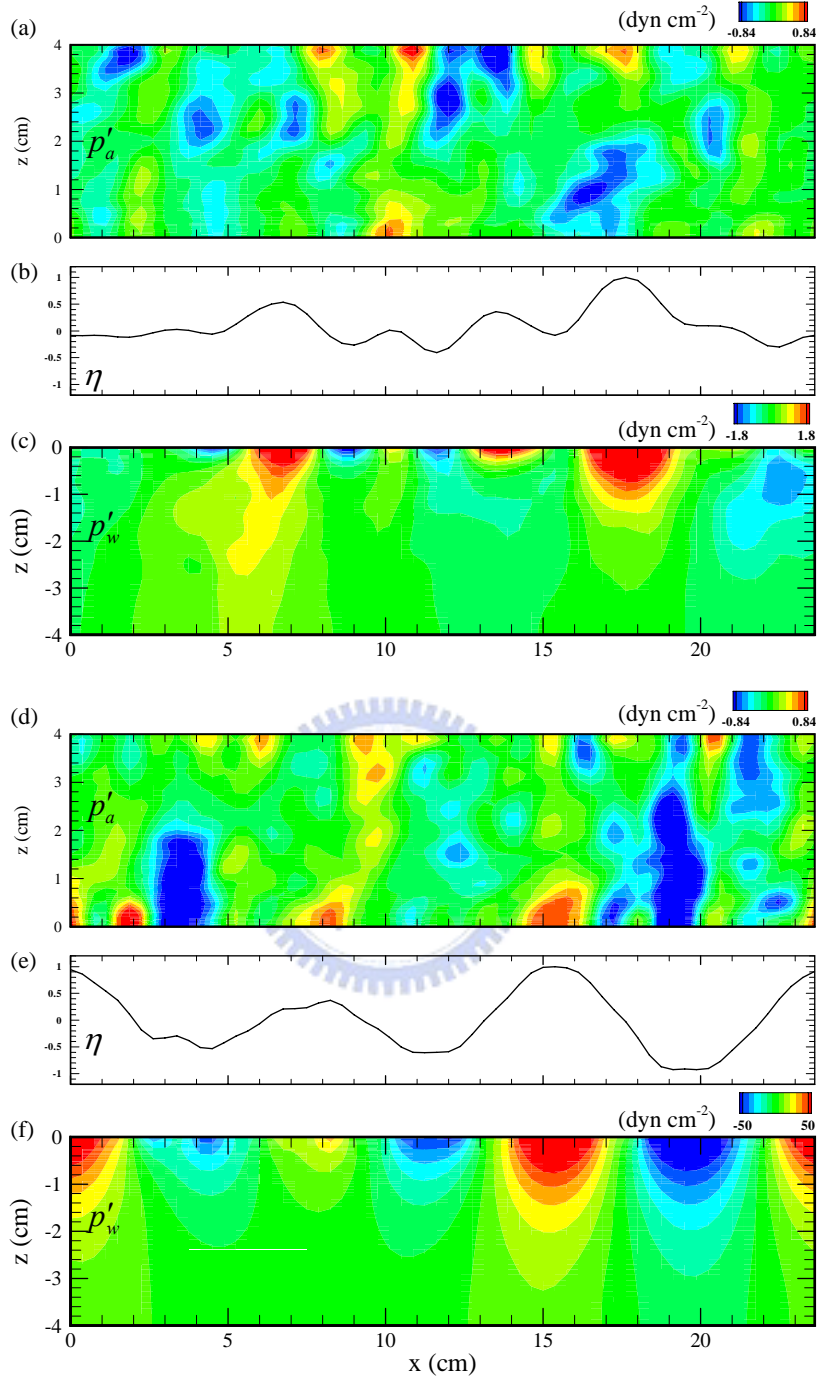 (a)
(dyn cm-2)
-0.84 0.84
4
3
2
1
0
z (cm)
p′a
(b)
1
0.5
0
-0.5
-1
η
(dyn cm-2)
-1.8 1.8
(c)
0
-1
-2
-3
-4
z (cm)
p′w
0 5 10 15 20
(d)
(dyn cm-2)
-0.84 0.84
4
3
2
1
0
z (cm)
p′a
(e)
1
0.5
0
-0.5
-1
η
(dyn cm-2)
-50 50
(f)
0
-1
-2
-3
-4
z (cm)
p′w
0 5 10 15 20
x (cm)